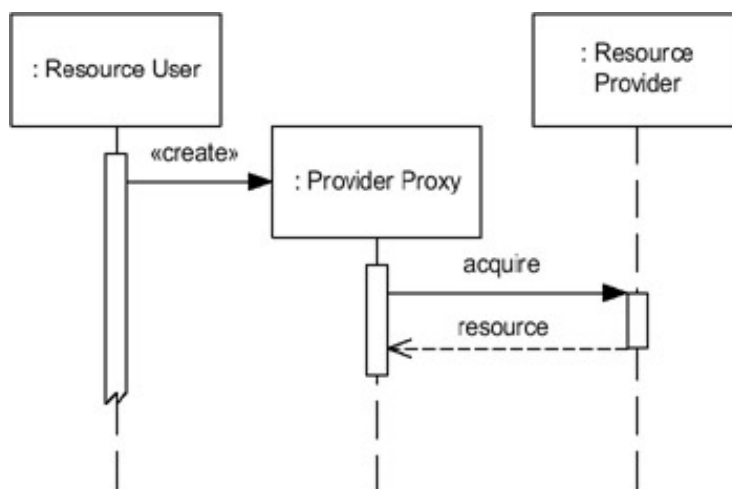 : Resource User
: Resource
Provider
«create»
: Provider Proxy
acquire
resource